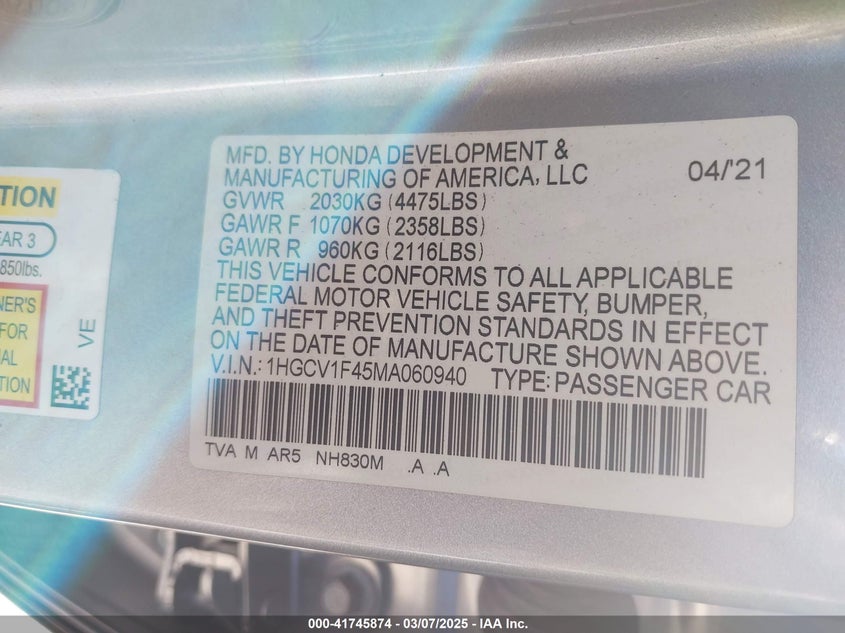 MFD. BY HONDA DEVELOPMENT &
MANUFACTURING OF AMERICA, LLC 04/'21
GVWR 2030KG (4475LBS)
GAWR F 1070KG (2358LBS)
GAWR R 960KG (2116LBS)
THIS VEHICLE CONFORMS TO ALL APPLICABLE
FEDERAL MOTOR VEHICLE SAFETY, BUMPER,
AND THEFT PREVENTION STANDARDS IN EFFECT
ON THE DATE OF MANUFACTURE SHOWN ABOVE.
V.I.N.: 1HGCV1F45MA060940 TYPE: PASSENGER CAR
TVA M AR5 NH830M .A .A
EAR 3
850lbs.
FOR
VE
000-41745874 | 03/07/2025 | IAA Inc.